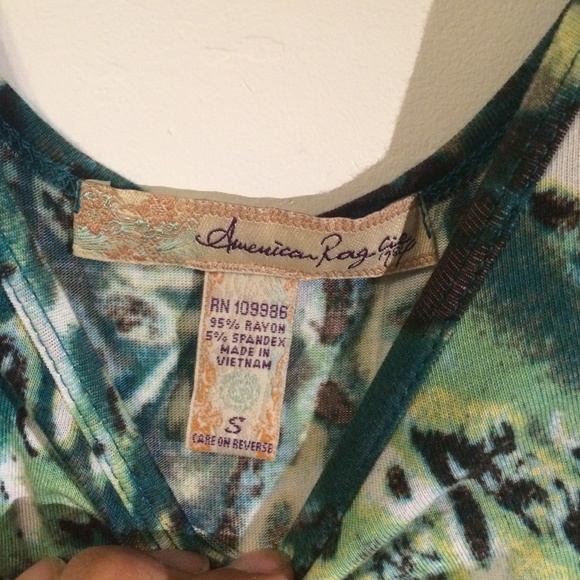 American Rag Cie
RN 109986
95% RAYON
5% SPANDEX
MADE IN
VIETNAM
S
CARE ON REVERSE